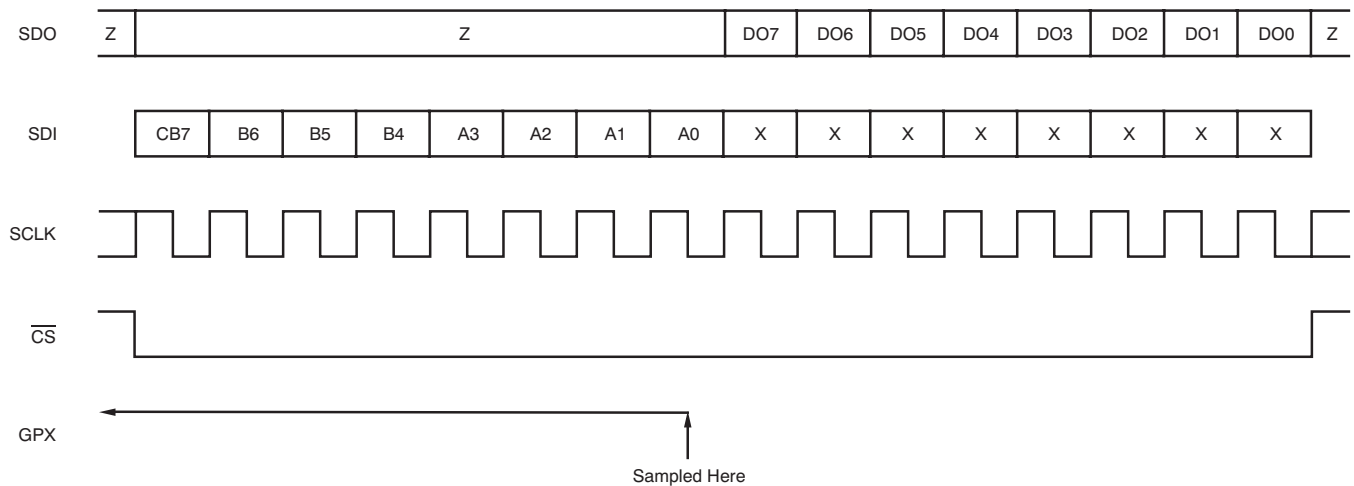 SDO Z Z DO7 DO6 DO5 DO4 DO3 DO2 DO1 DO0 Z
SDI CB7 B6 B5 B4 A3 A2 A1 A0 X X X X X X X X
SCLK
CS
GPX
Sampled Here